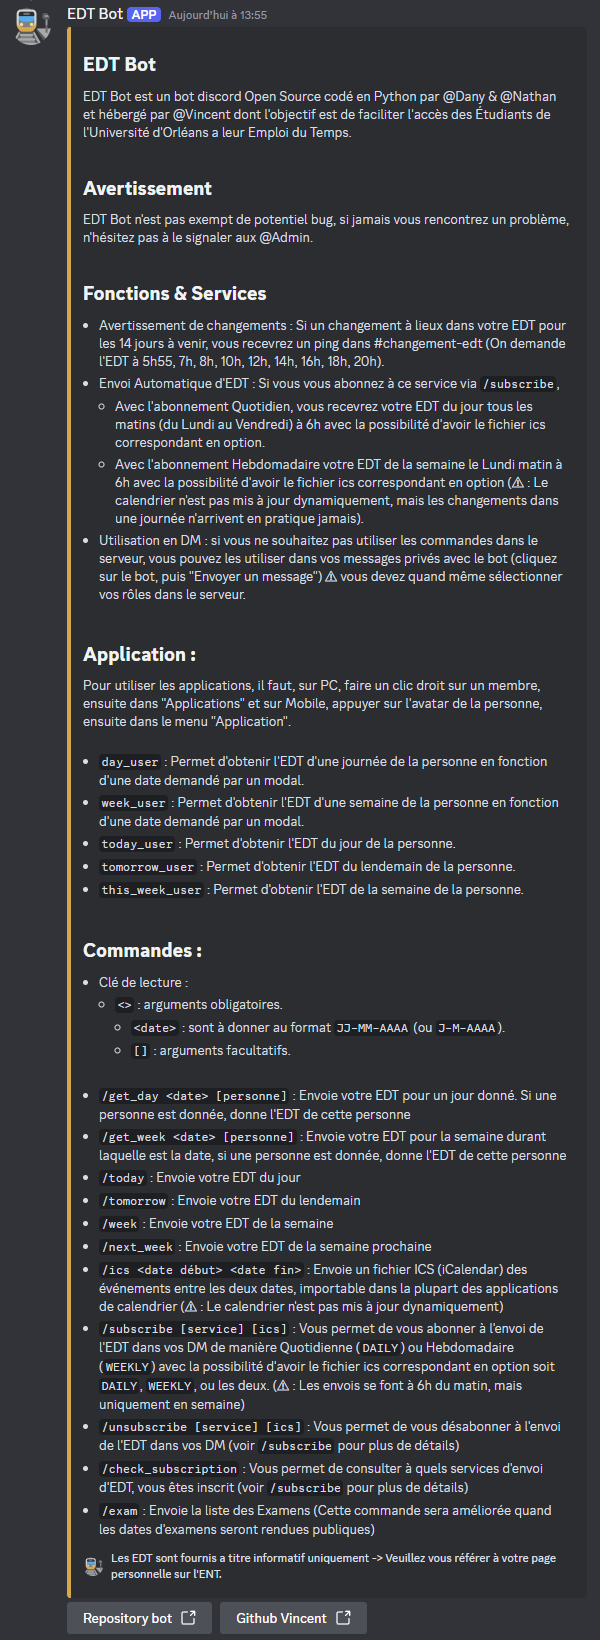 EDT Bot APP Aujourd'hui à 13:55
EDT Bot
EDT Bot est un bot discord Open Source codé en Python par @Dany & @Nathan
et hébergé par @Vincent dont l'objectif est de faciliter l'accès des Étudiants de
l'Université d'Orléans a leur Emploi du Temps.
Avertissement
EDT Bot n'est pas exempt de potentiel bug, si jamais vous rencontrez un problème,
n'hésitez pas à le signaler aux @Admin.
Fonctions & Services
• Avertissement de changements : Si un changement à lieux dans votre EDT pour
les 14 jours à venir, vous recevrez un ping dans #changement-edt (On demande
l'EDT à 5h55, 7h, 8h, 10h, 12h, 14h, 16h, 18h, 20h).
• Envoi Automatique d'EDT : Si vous vous abonnez à ce service via /subscribe,
◦ Avec l'abonnement Quotidien, vous recevrez votre EDT du jour tous les
matins (du Lundi au Vendredi) à 6h avec la possibilité d'avoir le fichier ics
correspondant en option.
◦ Avec l'abonnement Hebdomadaire votre EDT de la semaine le Lundi matin à
6h avec la possibilité d'avoir le fichier ics correspondant en option (⚠ : Le
calendrier n'est pas mis à jour dynamiquement, mais les changements dans
une journée n'arrivent en pratique jamais).
• Utilisation en DM : si vous ne souhaitez pas utiliser les commandes dans le
serveur, vous pouvez les utiliser dans vos messages privés avec le bot (cliquez
sur le bot, puis "Envoyer un message") ⚠ vous devez quand même sélectionner
vos rôles dans le serveur.
Application :
Pour utiliser les applications, il faut, sur PC, faire un clic droit sur un membre,
ensuite dans "Applications" et sur Mobile, appuyer sur l'avatar de la personne,
ensuite dans le menu "Application".
• day_user : Permet d'obtenir l'EDT d'une journée de la personne en fonction
d'une date demandé par un modal.
• week_user : Permet d'obtenir l'EDT d'une semaine de la personne en fonction
d'une date demandé par un modal.
• today_user : Permet d'obtenir l'EDT du jour de la personne.
• tomorrow_user : Permet d'obtenir l'EDT du lendemain de la personne.
• this_week_user : Permet d'obtenir l'EDT de la semaine de la personne.
Commandes :
• Clé de lecture :
◦ <> : arguments obligatoires.
◦ <date> : sont à donner au format JJ-MM-AAAA (ou J-M-AAAA).
◦ [] : arguments facultatifs.
• /get_day <date> [personne] : Envoie votre EDT pour un jour donné. Si une
personne est donnée, donne l'EDT de cette personne
• /get_week <date> [personne] : Envoie votre EDT pour la semaine durant
laquelle est la date, si une personne est donnée, donne l'EDT de cette personne
• /today : Envoie votre EDT du jour
• /tomorrow : Envoie votre EDT du lendemain
• /week : Envoie votre EDT de la semaine
• /next_week : Envoie votre EDT de la semaine prochaine
• /ics <date début> <date fin> : Envoie un fichier ICS (iCalendar) des
événements entre les deux dates, importable dans la plupart des applications
de calendrier (⚠ : Le calendrier n'est pas mis à jour dynamiquement)
• /subscribe [service] [ics] : Vous permet de vous abonner à l'envoi de
l'EDT dans vos DM de manière Quotidienne (DAILY) ou Hebdomadaire
(WEEKLY) avec la possibilité d'avoir le fichier ics correspondant en option soit
DAILY, WEEKLY, ou les deux. (⚠ : Les envois se font à 6h du matin, mais
uniquement en semaine)
• /unsubscribe [service] [ics] : Vous permet de vous désabonner à l'envoi
de l'EDT dans vos DM (voir /subscribe pour plus de détails)
• /check_subscription : Vous permet de consulter à quels services d'envoi
d'EDT, vous êtes inscrit (voir /subscribe pour plus de détails)
• /exam : Envoie la liste des Examens (Cette commande sera améliorée quand
les dates d'examens seront rendues publiques)
Les EDT sont fournis a titre informatif uniquement -> Veuillez vous référer à votre page
personnelle sur l'ENT.
Repository bot Github Vincent